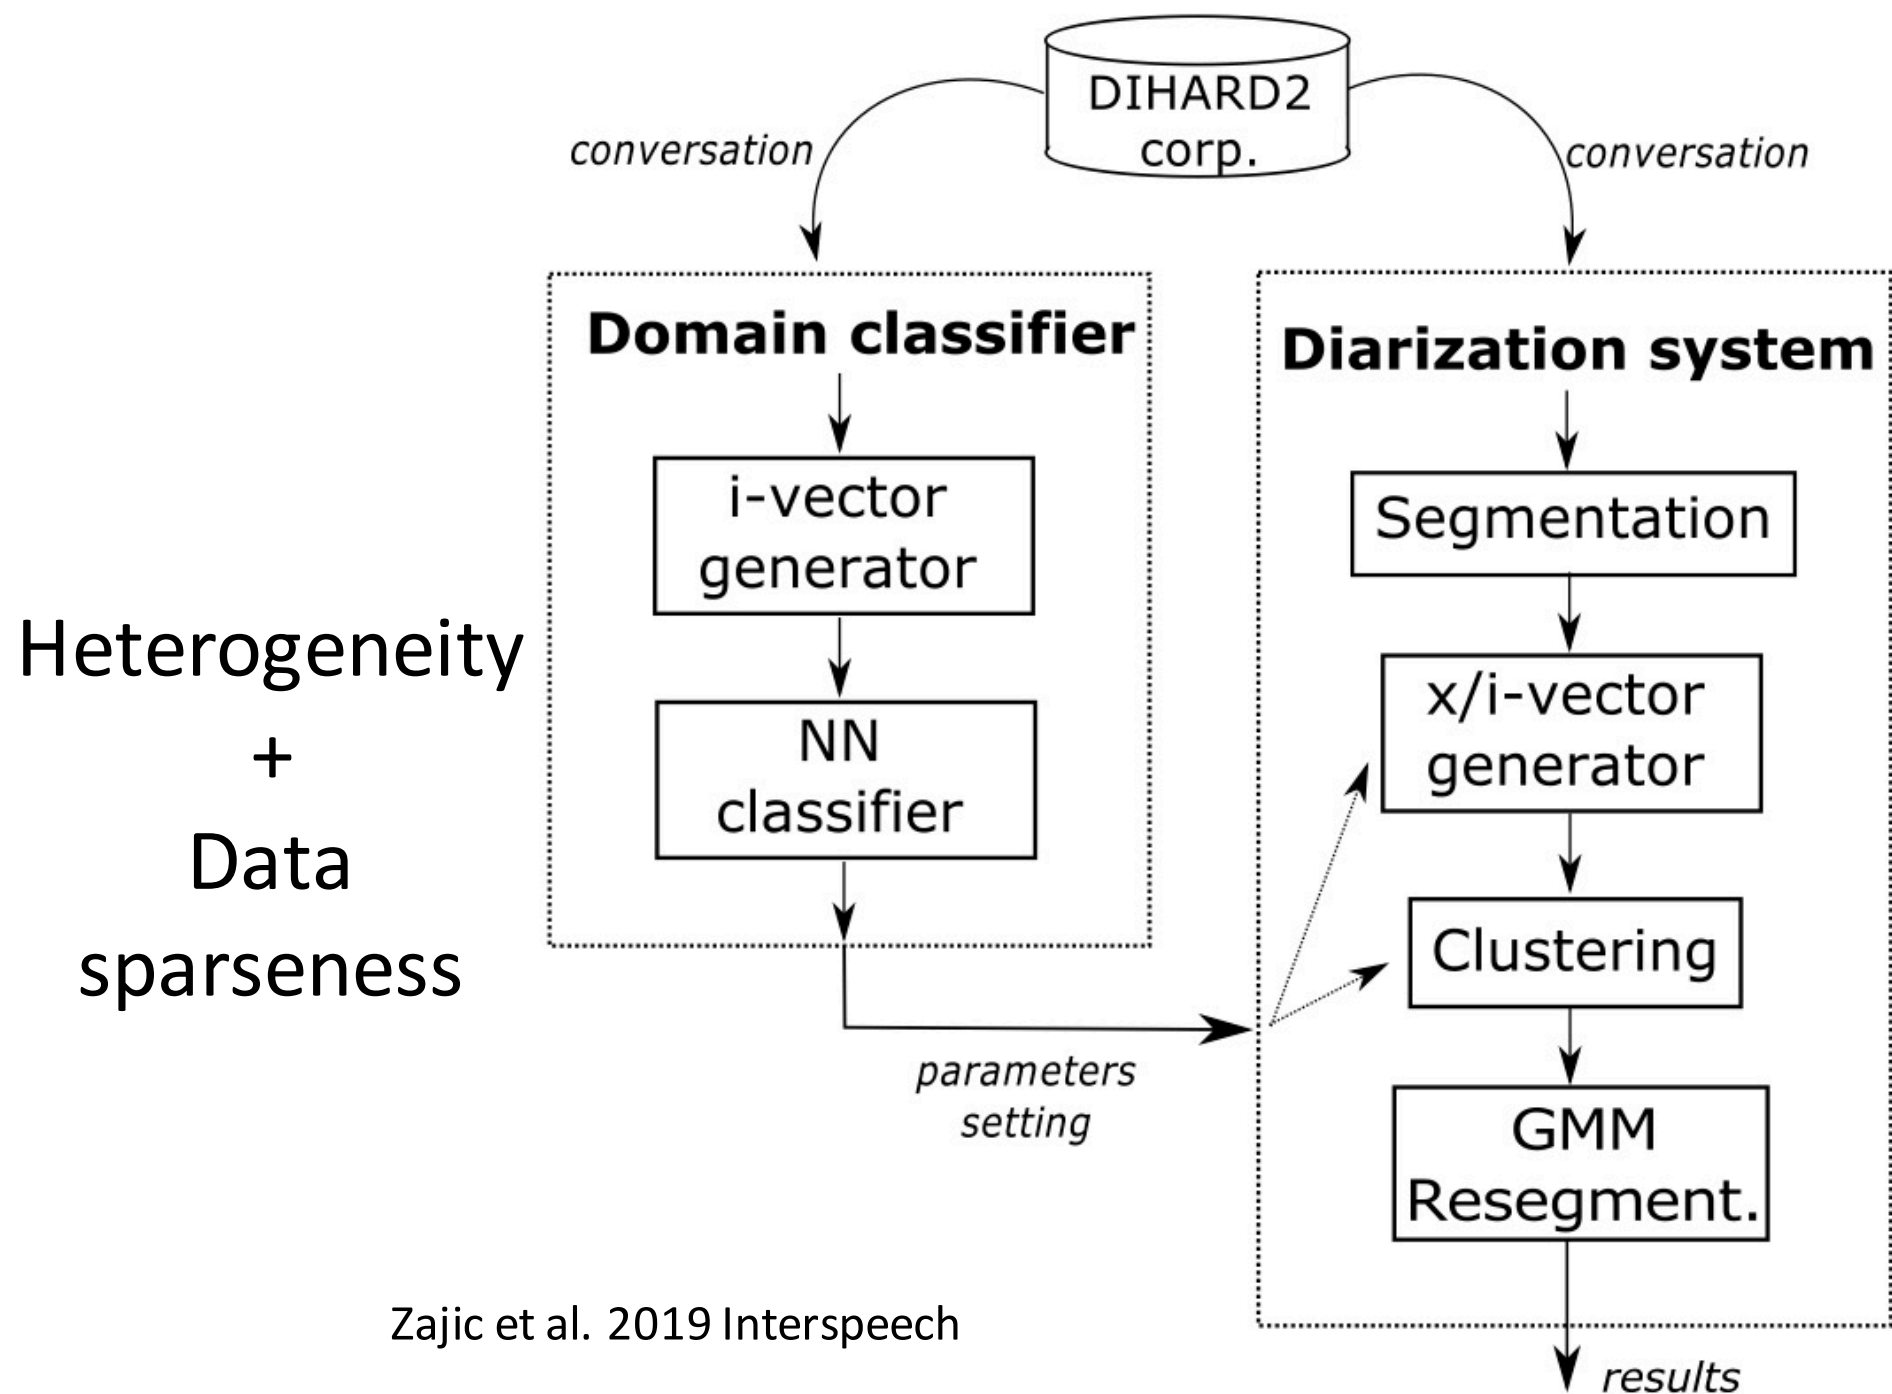 DIHARD2
corp.
conversation
conversation
Domain classifier
i-vector
generator
NN
classifier
parameters
setting
Diarization system
Segmentation
x/i-vector
generator
Clustering
GMM
Resegment.
results
Heterogeneity
+
Data
sparseness
Zajic et al. 2019 Interspeech